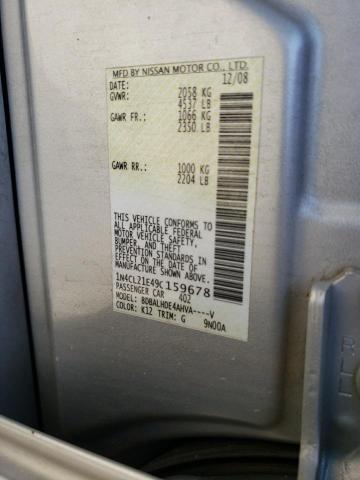 MFD BY NISSAN MOTOR CO., LTD.
DATE: 12/08
GVWR: 2058 KG
4537 LB
GAWR FR.: 1066 KG
2350 LB
GAWR RR.: 1000 KG
2204 LB
THIS VEHICLE CONFORMS TO
ALL APPLICABLE FEDERAL
MOTOR VEHICLE SAFETY,
BUMPER, AND THEFT
PREVENTION STANDARDS IN
EFFECT ON THE DATE OF
MANUFACTURE SHOWN ABOVE.
1N4CL21E49C159678
PASSENGER CAR 402
MODEL: BDBALHDE4AHVA----V
COLOR: K12 TRIM: G 9N00A